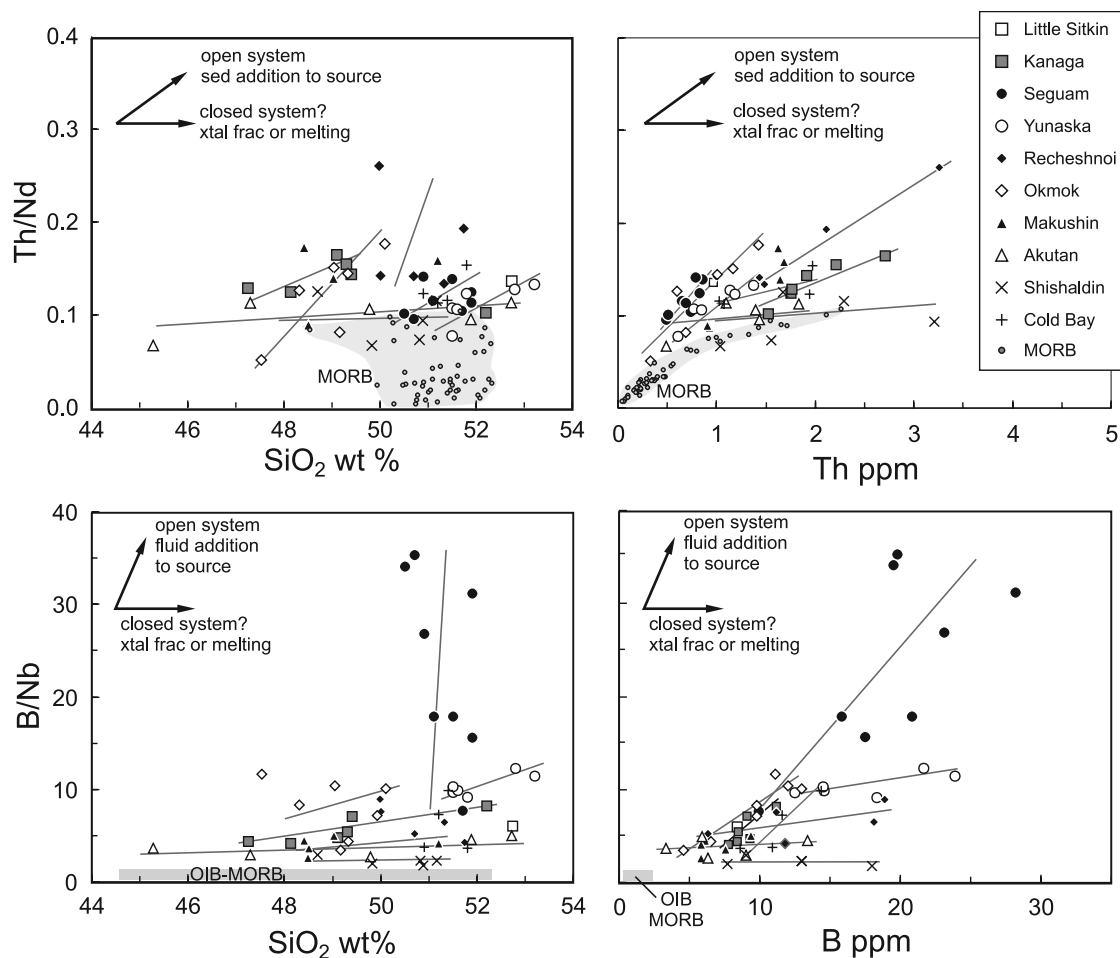 0.4
0.3
0.2
0.1
0.0
Th/Nd
open system
sed addition to source
closed system?
xtal frac or melting
MORB
44
46
48
50
52
54
SiO2 wt %
open system
sed addition to source
closed system?
xtal frac or melting
MORB
0
1
2
3
4
5
Th ppm
Little Sitkin
Kanaga
Seguam
Yunaska
Recheshnoi
Okmok
Makushin
Akutan
Shishaldin
Cold Bay
MORB
40
30
20
10
0
B/Nb
open system
fluid addition
to source
closed system?
xtal frac or melting
OIB-MORB
44
46
48
50
52
54
SiO2 wt%
open system
fluid addition
to source
closed system?
xtal frac or melting
OIB
MORB
0
10
20
30
B ppm